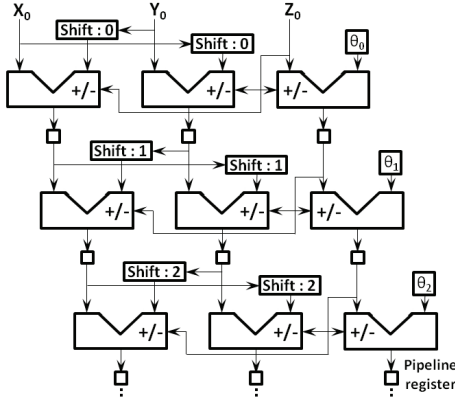 X₀ Y₀ Z₀
Shift : 0
Shift : 0
θ₀
+/- +/- +/-
Shift : 1
Shift : 1
θ₁
+/- +/- +/-
Shift : 2
Shift : 2
θ₂
+/- +/- +/-
Pipeline
register